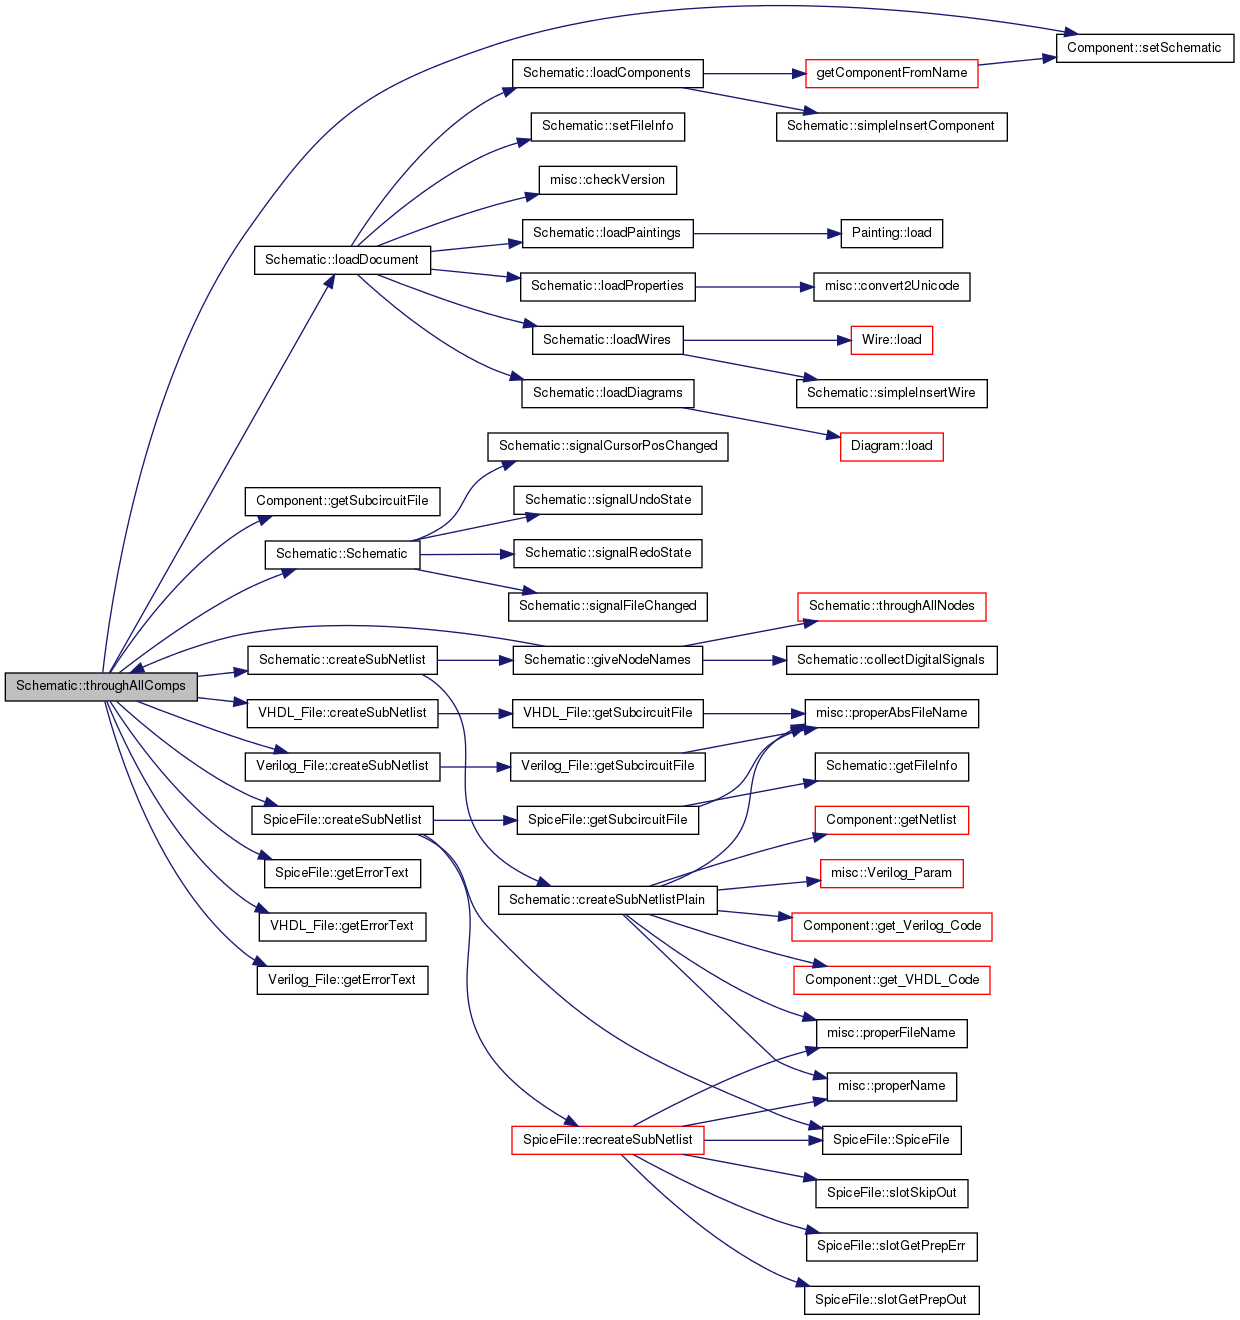 Component::setSchematic
Schematic::loadComponents
getComponentFromName
Schematic::setFileInfo
Schematic::simpleInsertComponent
misc::checkVersion
Schematic::loadPaintings
Painting::load
Schematic::loadDocument
Schematic::loadProperties
misc::convert2Unicode
Schematic::loadWires
Wire::load
Schematic::loadDiagrams
Schematic::simpleInsertWire
Schematic::signalCursorPosChanged
Diagram::load
Component::getSubcircuitFile
Schematic::signalUndoState
Schematic::Schematic
Schematic::signalRedoState
Schematic::signalFileChanged
Schematic::throughAllNodes
Schematic::createSubNetlist
Schematic::giveNodeNames
Schematic::collectDigitalSignals
Schematic::throughAllComps
VHDL_File::createSubNetlist
VHDL_File::getSubcircuitFile
misc::properAbsFileName
Verilog_File::createSubNetlist
Verilog_File::getSubcircuitFile
Schematic::getFileInfo
SpiceFile::createSubNetlist
SpiceFile::getSubcircuitFile
Component::getNetlist
SpiceFile::getErrorText
misc::Verilog_Param
Schematic::createSubNetlistPlain
VHDL_File::getErrorText
Component::get_Verilog_Code
Verilog_File::getErrorText
Component::get_VHDL_Code
misc::properFileName
misc::properName
SpiceFile::recreateSubNetlist
SpiceFile::SpiceFile
SpiceFile::slotSkipOut
SpiceFile::slotGetPrepErr
SpiceFile::slotGetPrepOut